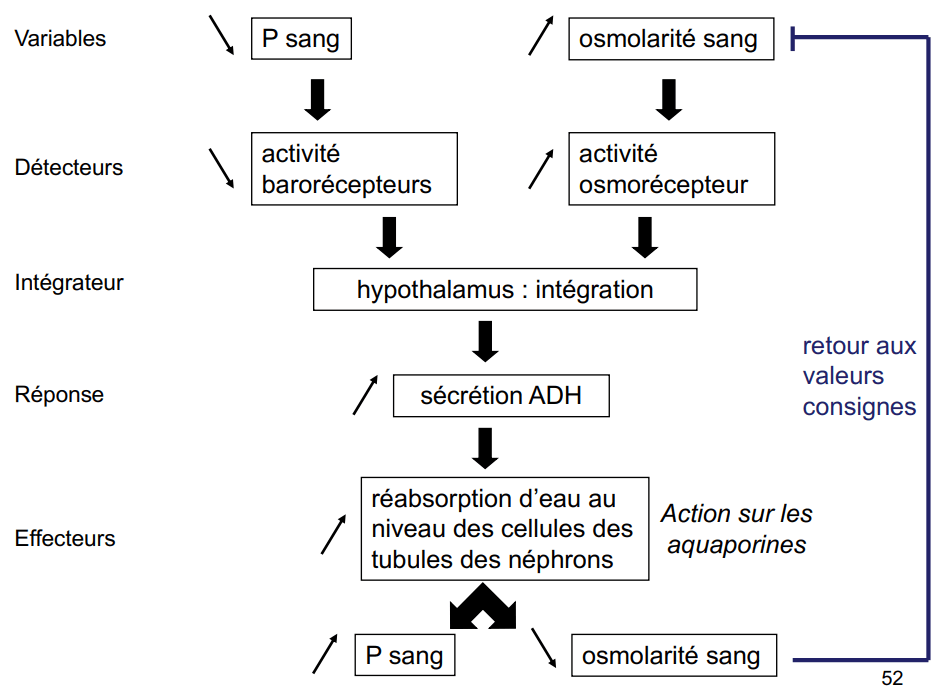 Variables
P sang
osmolarité sang
Détecteurs
activité
barorécepteurs
activité
osmorécepteur
Intégrateur
hypothalamus : intégration
retour aux
valeurs
consignes
Réponse
sécrétion ADH
Effecteurs
réabsorption d’eau au
niveau des cellules des
tubules des néphrons
Action sur les
aquaporines
P sang
osmolarité sang
52